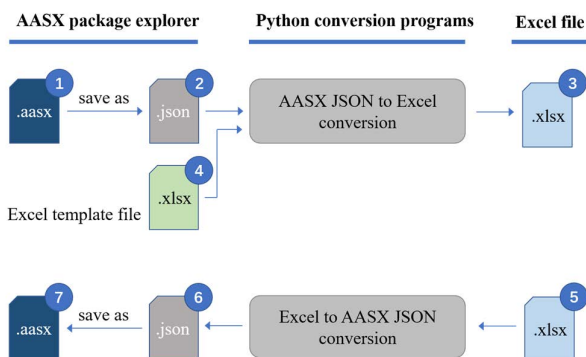 AASX package explorer
Python conversion programs
Excel file
1
2
3
save as
.aasx
.json
AASX JSON to Excel
conversion
.xlsx
4
.xlsx
Excel template file
7
6
5
save as
.aasx
.json
Excel to AASX JSON
conversion
.xlsx